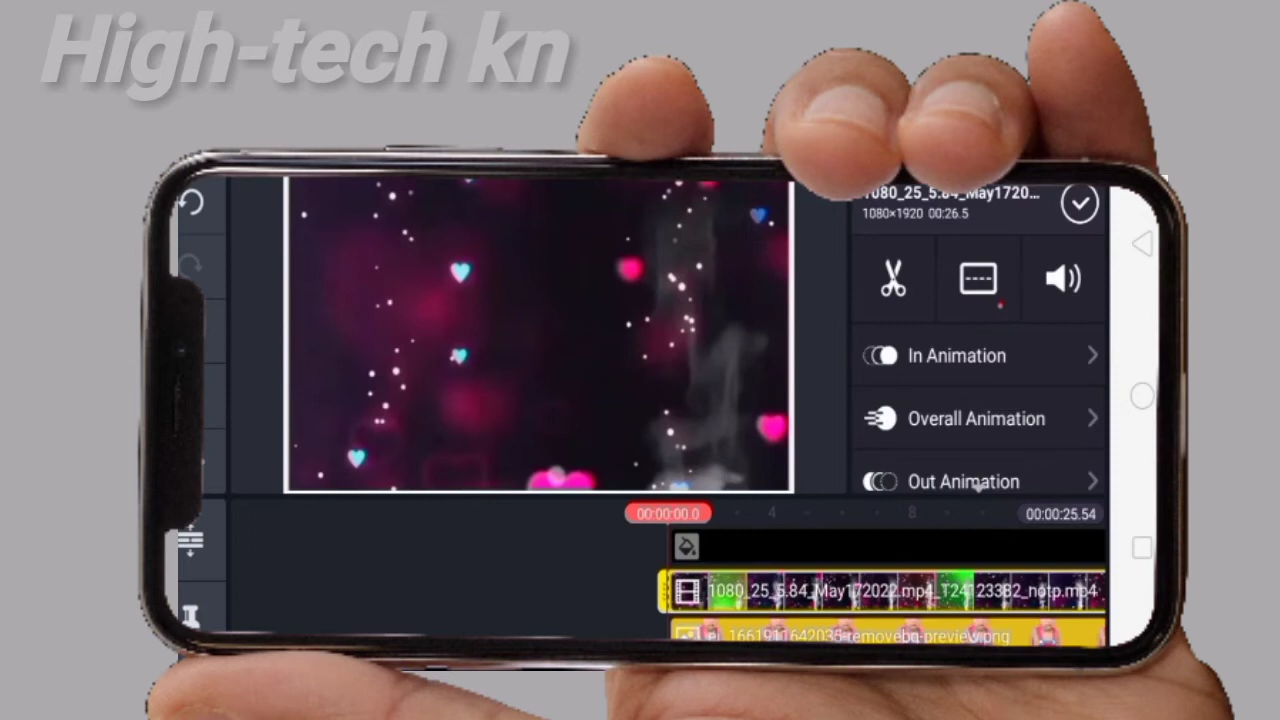 High-tech kn
1080_25_5.84_May1720...
1080×1920 00:26.5
In Animation
Overall Animation
Out Animation
00:00:00.0
4
8
00:00:25.54
1080_25_5.84_May172022.mp4_T24123382_notp.mp4
1661911642035-removebg-preview.png